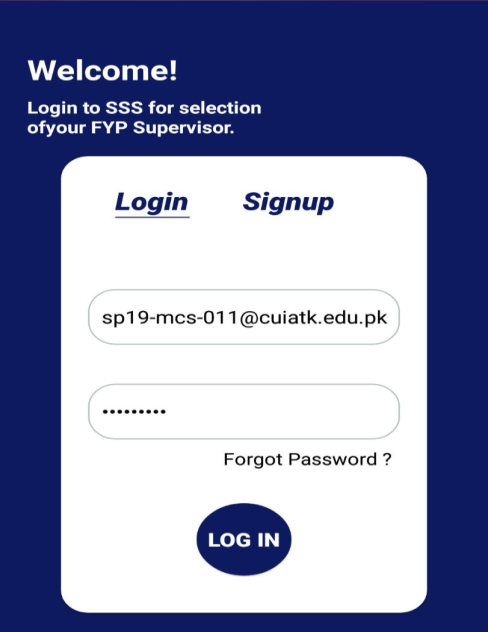 Welcome!
Login to SSS for selection
ofyour FYP Supervisor.
Login Signup
sp19-mcs-011@cuiatk.edu.pk
•••••••••
Forgot Password ?
LOG IN